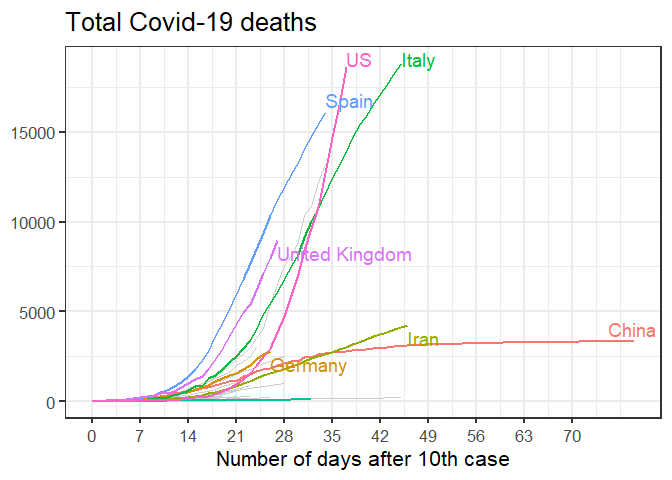 Total Covid-19 deaths
US
Italy
Spain
15000
10000
United Kingdom
5000
China
Iran
Germany
0
0 7 14 21 28 35 42 49 56 63 70
Number of days after 10th case